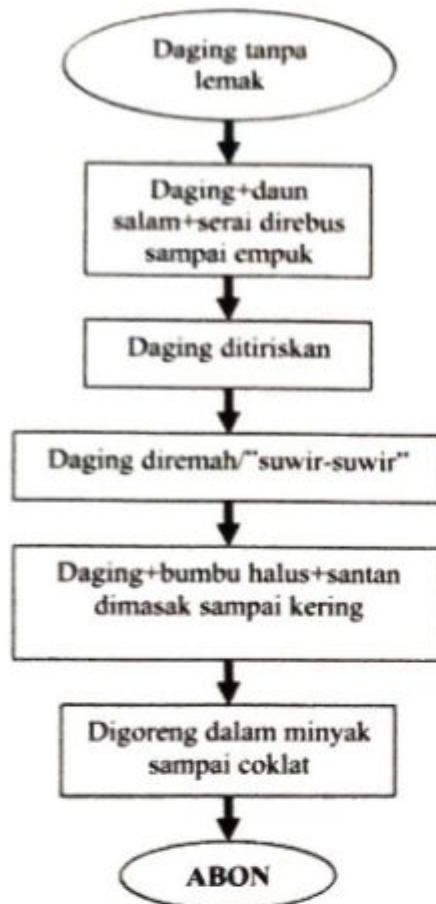 Daging tanpa
lemak
Daging+daun
salam+serai direbus
sampai empuk
Daging ditiriskan
Daging diremah/"suwir-suwir"
Daging+bumbu halus+santan
dimasak sampai kering
Digoreng dalam minyak
sampai coklat
ABON